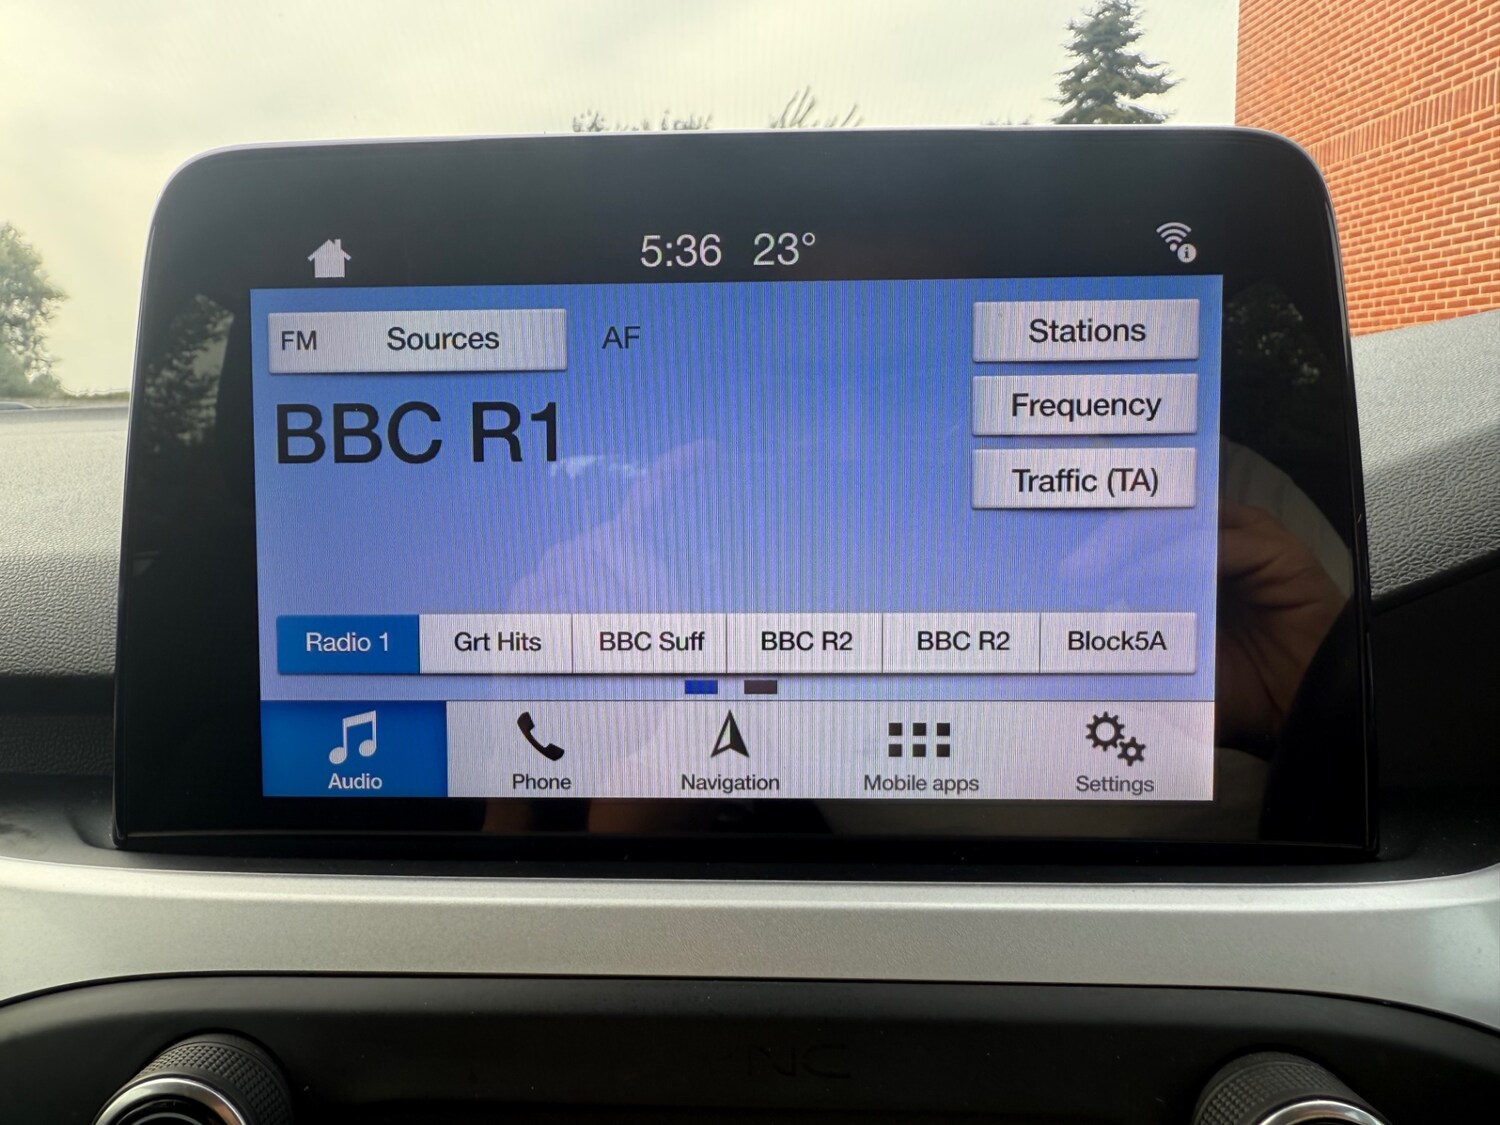 5:36 23°
FM Sources AF Stations
BBC R1
Frequency
Traffic (TA)
Radio 1 Grt Hits BBC Suff BBC R2 BBC R2 Block5A
Audio Phone Navigation Mobile apps Settings